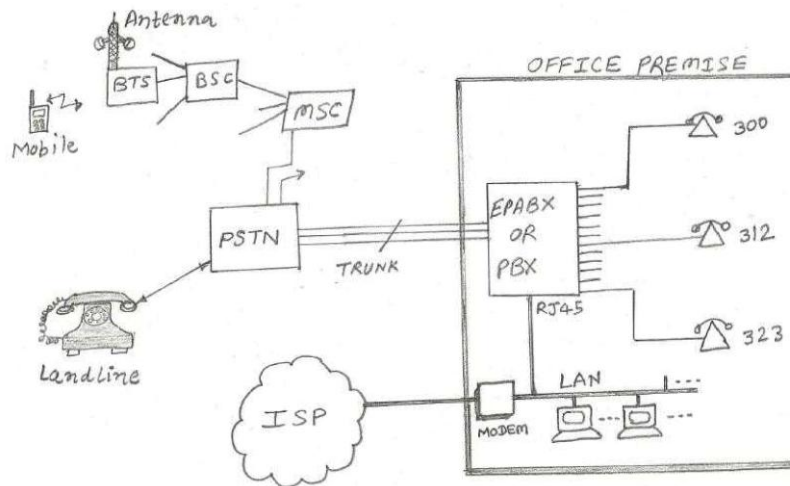 Antenna
BTS
BSC
MSC
Mobile
PSTN
TRUNK
Landline
OFFICE PREMISE
EPABX
OR
PBX
RJ45
300
312
323
LAN
ISP
MODEM